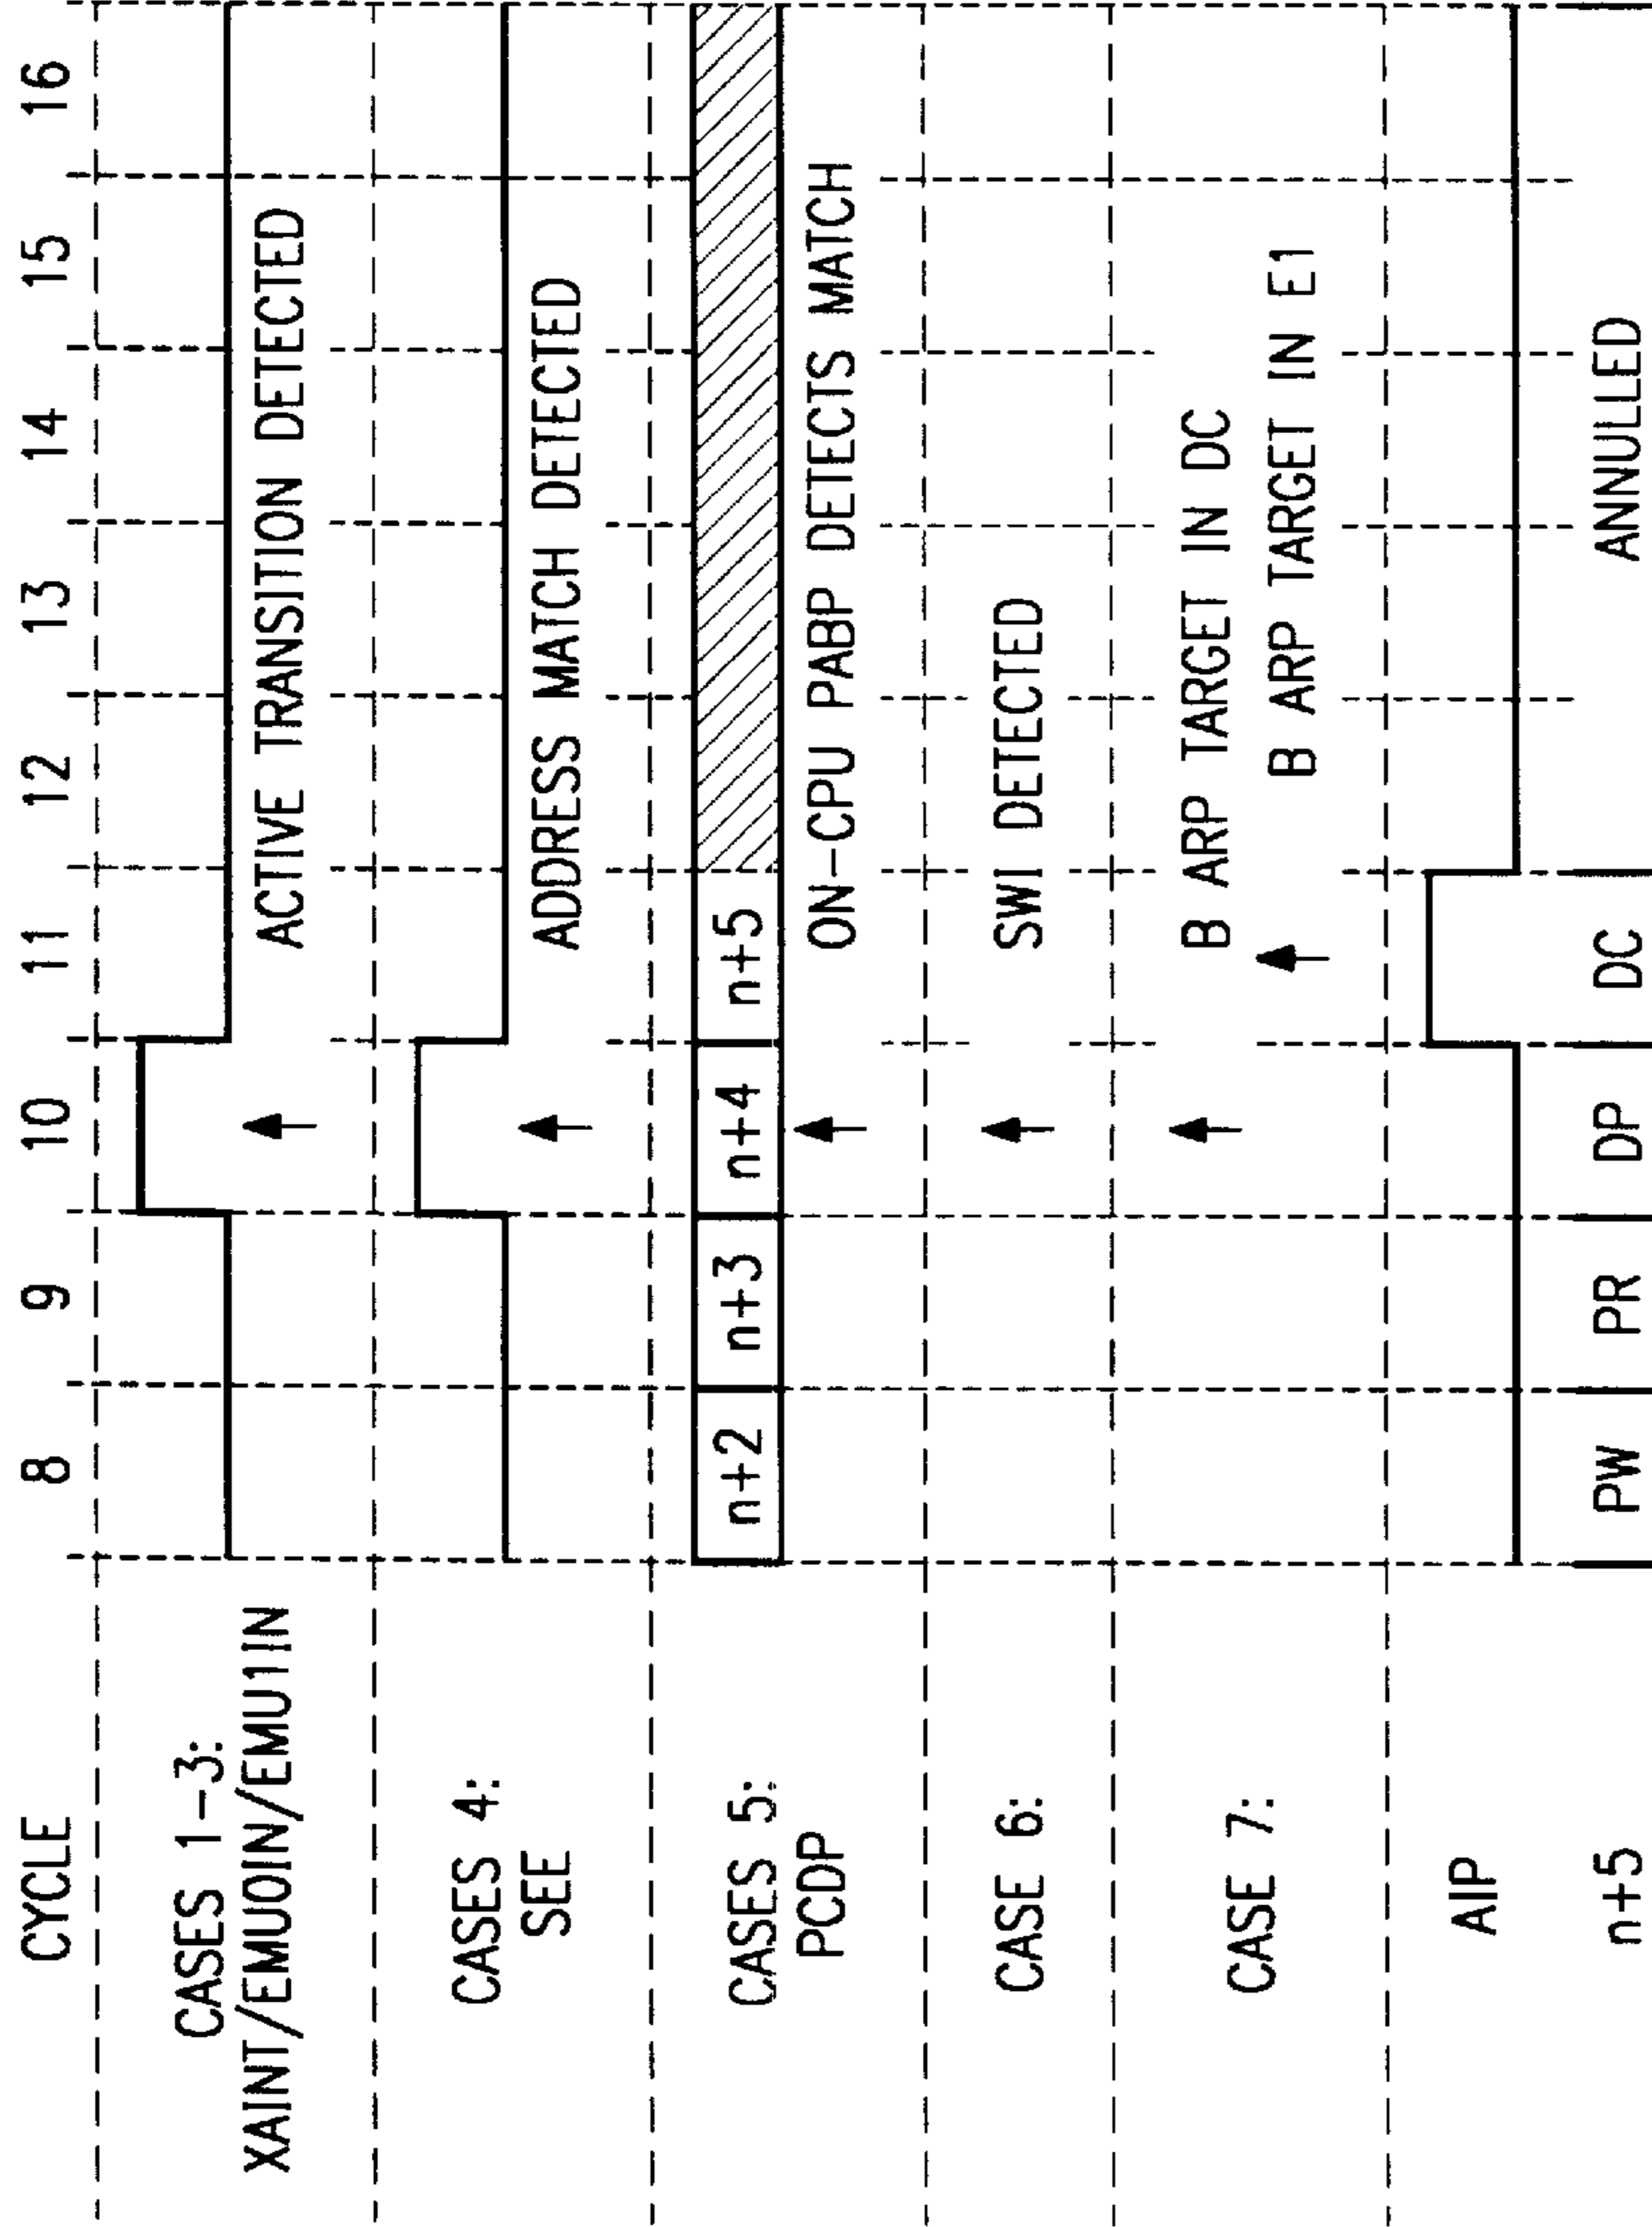 CYCLE 8 9 10 11 12 13 14 15 16
CASES 1-3:
XAINT/EMU0IN/EMU1IN
ACTIVE TRANSITION DETECTED
CASES 4:
SEE
ADDRESS MATCH DETECTED
CASES 5:
PCDP
n+2 n+3 n+4 n+5
ON-CPU PABP DETECTS MATCH
CASE 6:
SWI DETECTED
CASE 7:
B ARP TARGET IN DC
B ARP TARGET IN E1
AIP
n+5 PW PR DP DC ANNULLED